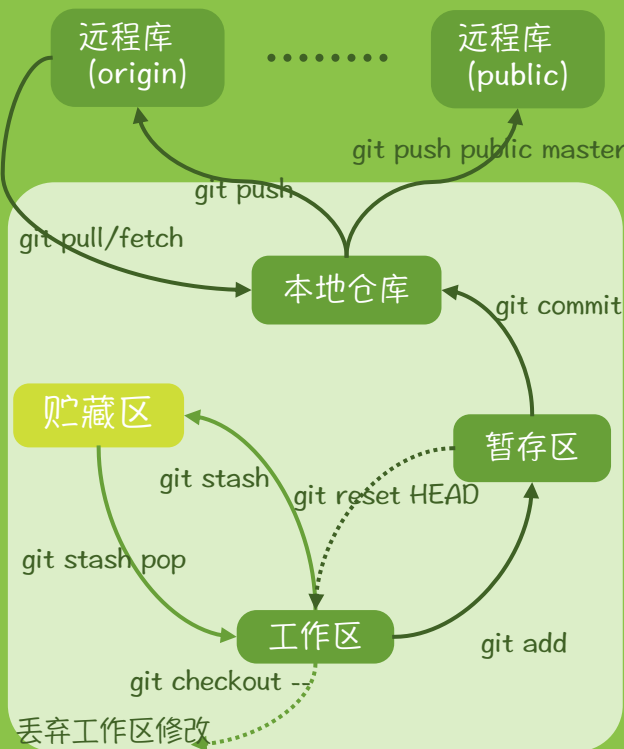 远程库
(origin)
········
远程库
(public)
git push public master
git push
git pull/fetch
本地仓库
git commit
贮藏区
暂存区
git stash
git reset HEAD
git stash pop
工作区
git add
git checkout --
丢弃工作区修改